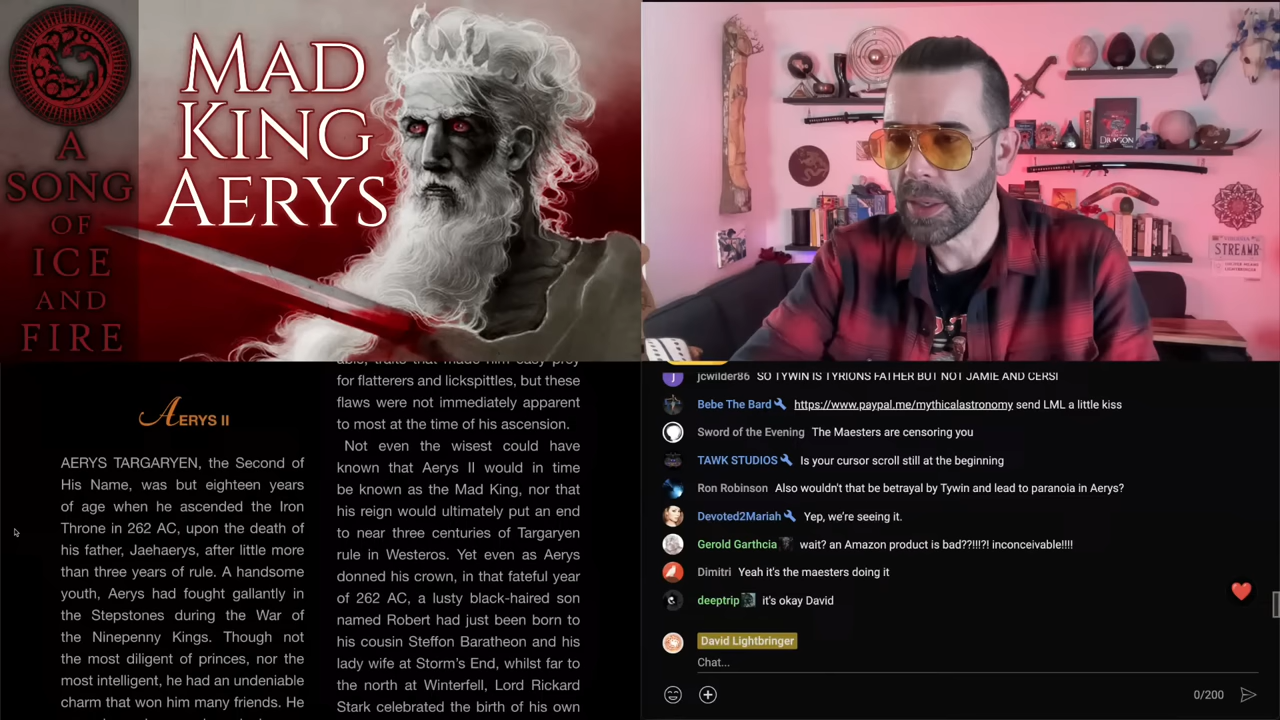 A
SONG
OF
ICE
AND
FIRE
MAD
KING
AERYS
DRAGON
STREAMR
AERYS II
AERYS TARGARYEN, the Second of
His Name, was but eighteen years
of age when he ascended the Iron
Throne in 262 AC, upon the death of
his father, Jaehaerys, after little more
than three years of rule. A handsome
youth, Aerys had fought gallantly in
the Stepstones during the War of
the Ninepenny Kings. Though not
the most diligent of princes, nor the
most intelligent, he had an undeniable
charm that won him many friends. He
able, traits that made him easy prey
for flatterers and lickspittles, but these
flaws were not immediately apparent
to most at the time of his ascension.
Not even the wisest could have
known that Aerys II would in time
be known as the Mad King, nor that
his reign would ultimately put an end
to near three centuries of Targaryen
rule in Westeros. Yet even as Aerys
donned his crown, in that fateful year
of 262 AC, a lusty black-haired son
named Robert had just been born to
his cousin Steffon Baratheon and his
lady wife at Storm's End, whilst far to
the north at Winterfell, Lord Rickard
Stark celebrated the birth of his own
J jcwilder86 SO TYWIN IS TYRIONS FATHER BUT NOT JAMIE AND CERSI
Bebe The Bard https://www.paypal.me/mythicalastronomy send LML a little kiss
Sword of the Evening The Maesters are censoring you
TAWK STUDIOS Is your cursor scroll still at the beginning
Ron Robinson Also wouldn't that be betrayal by Tywin and lead to paranoia in Aerys?
Devoted2Mariah Yep, we're seeing it.
Gerold Garthcia wait? an Amazon product is bad??!!!?! inconceivable!!!!
Dimitri Yeah it's the maesters doing it
deeptrip it's okay David
David Lightbringer
Chat...
0/200